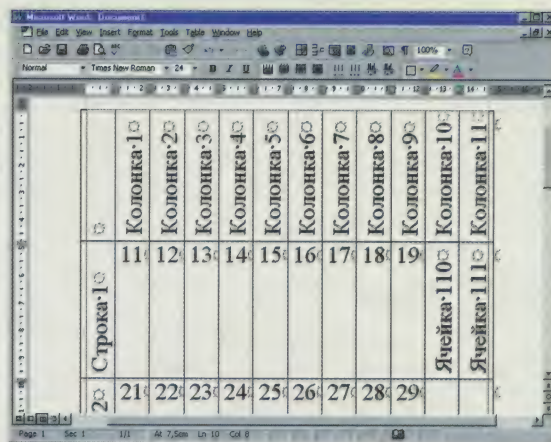 Microsoft Word - Document1
File Edit View Insert Format Tools Table Window Help
100%
Normal Times New Roman 24 B I U
Колонка·1 Колонка·2 Колонка·3 Колонка·4 Колонка·5 Колонка·6 Колонка·7 Колонка·8 Колонка·9 Колонка·10 Колонка·11
Строка·1 11 12 13 14 15 16 17 18 19 Ячейка·110 Ячейка·111
2 21 22 23 24 25 26 27 28 29
Page 1 Sec 1 1/1 At 7,5cm Ln 10 Col 8